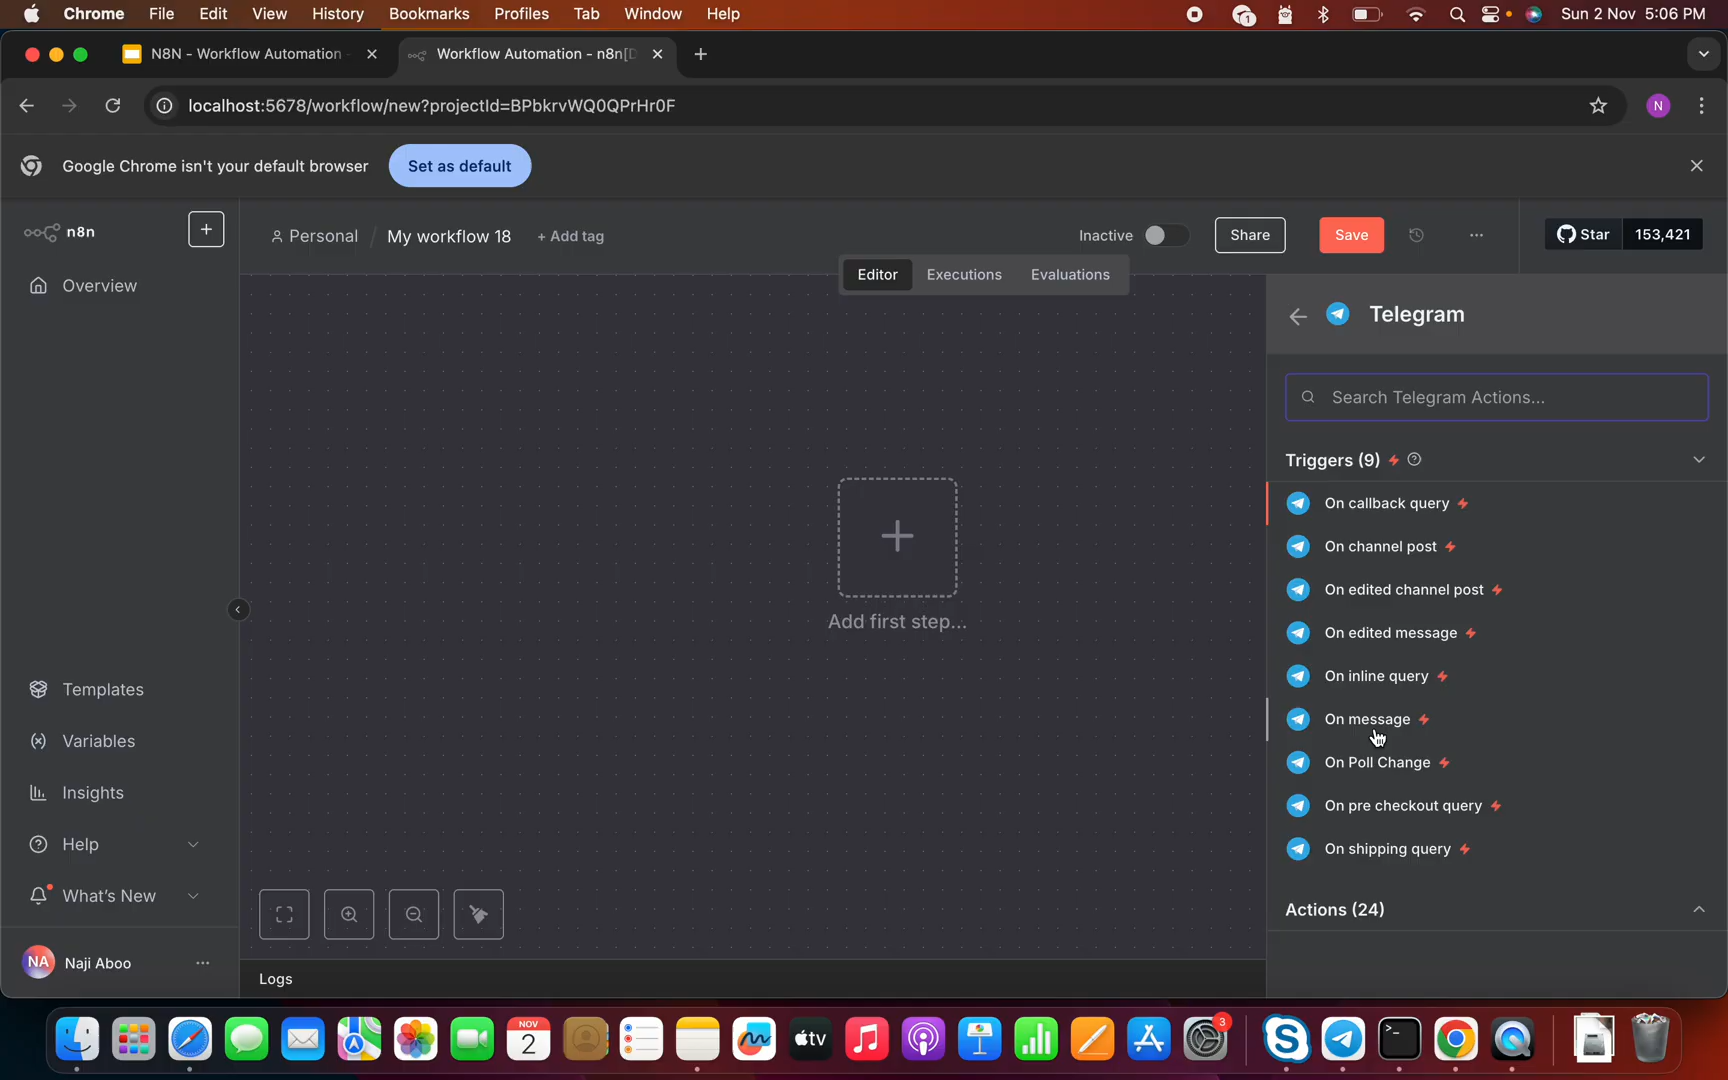 Chrome File Edit View History Bookmarks Profiles Tab Window Help Sun 2 Nov 5:06 PM
N8N - Workflow Automation
Workflow Automation - n8n[D
localhost:5678/workflow/new?projectId=BPbkrvWQ0QPrHr0F
N
Google Chrome isn't your default browser
Set as default
n8n
Personal / My workflow 18 + Add tag
Inactive
Share
Save
Star 153,421
Editor Executions Evaluations
Overview
Telegram
Search Telegram Actions...
Triggers (9)
On callback query
On channel post
On edited channel post
On edited message
On inline query
On message
On Poll Change
On pre checkout query
On shipping query
Actions (24)
Add first step...
Templates
Variables
Insights
Help
What's New
NA Naji Aboo
Logs
NOV
2
tv
3